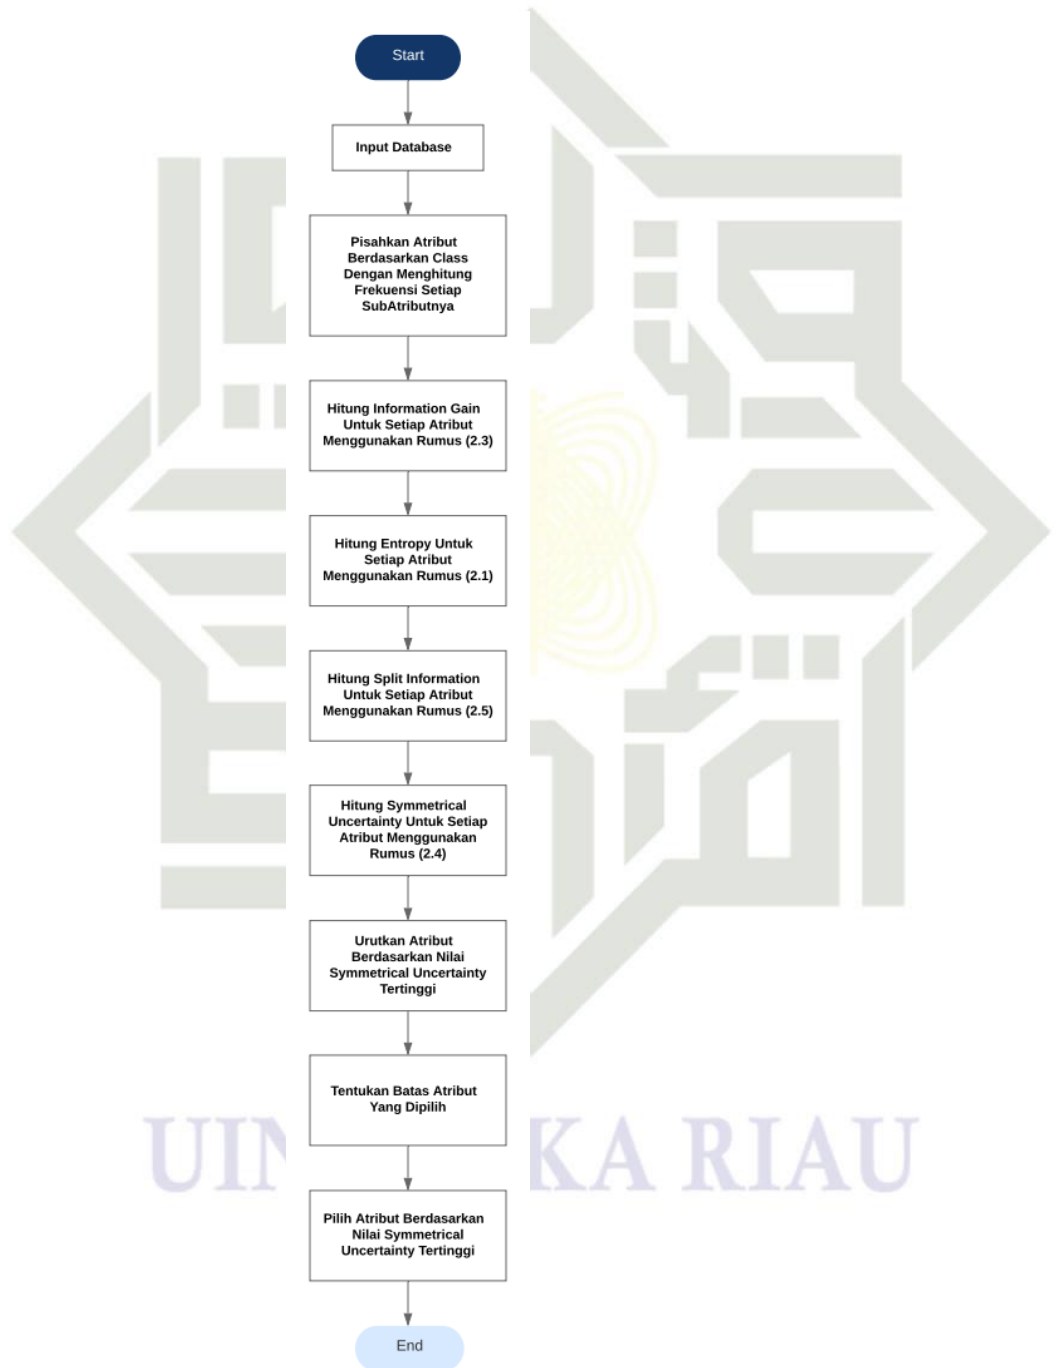 Start
Input Database
Pisahkan Atribut
Berdasarkan Class
Dengan Menghitung
Frekuensi Setiap
SubAtributnya
Hitung Information Gain
Untuk Setiap Atribut
Menggunakan Rumus (2.3)
Hitung Entropy Untuk
Setiap Atribut
Menggunakan Rumus (2.1)
Hitung Split Information
Untuk Setiap Atribut
Menggunakan Rumus (2.5)
Hitung Symmetrical
Uncertainty Untuk Setiap
Atribut Menggunakan
Rumus (2.4)
Urutkan Atribut
Berdasarkan Nilai
Symmetrical Uncertainty
Tertinggi
Tentukan Batas Atribut
Yang Dipilih
UIN KA RIAU
Pilih Atribut Berdasarkan
Nilai Symmetrical
Uncertainty Tertinggi
End